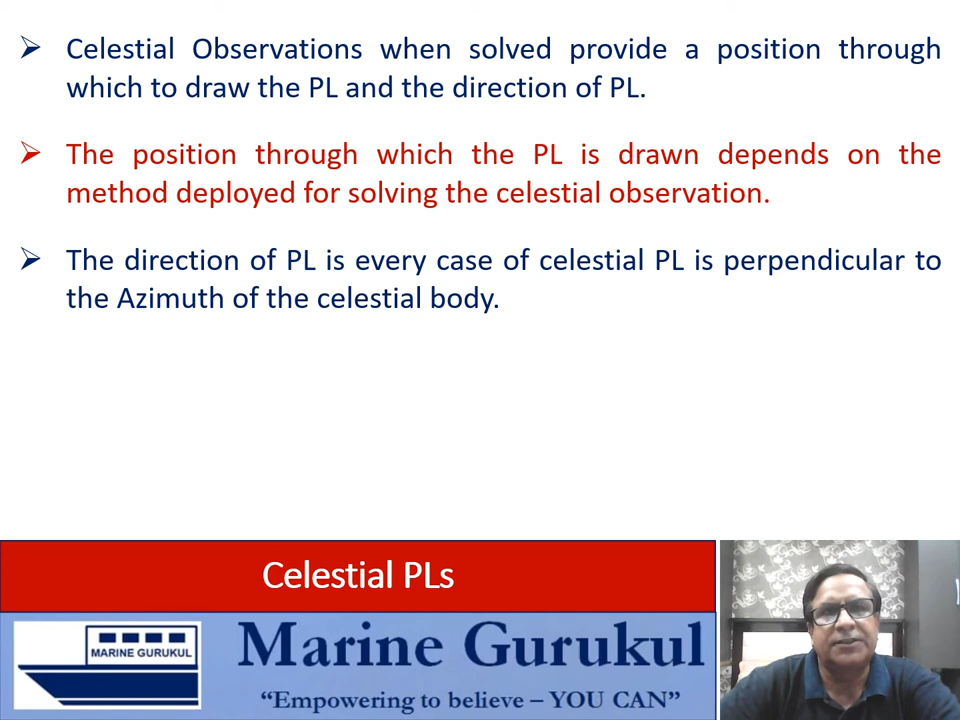 Celestial Observations when solved provide a position through
which to draw the PL and the direction of PL.
The position through which the PL is drawn depends on the
method deployed for solving the celestial observation.
The direction of PL is every case of celestial PL is perpendicular to
the Azimuth of the celestial body.
Celestial PLs
MARINE GURUKUL
Marine Gurukul
“Empowering to believe – YOU CAN”